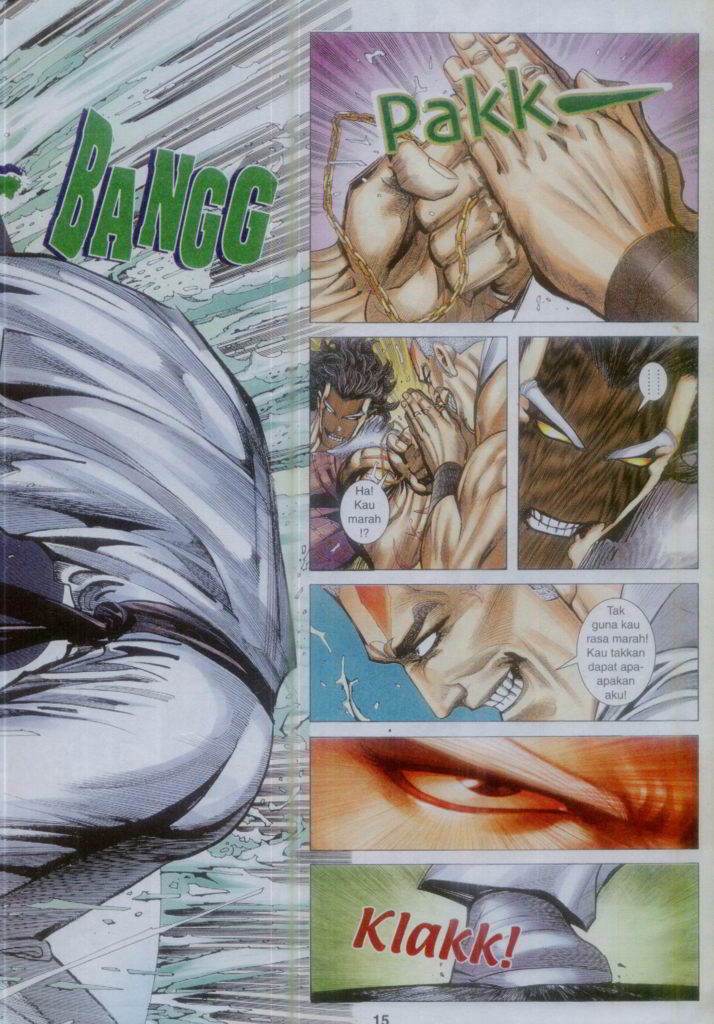 BANGG
Pakk
Ha!
Kau
marah
!?
Tak
guna kau
rasa marah!
Kau takkan
dapat apa-
apakan
aku!
Klakk!
15